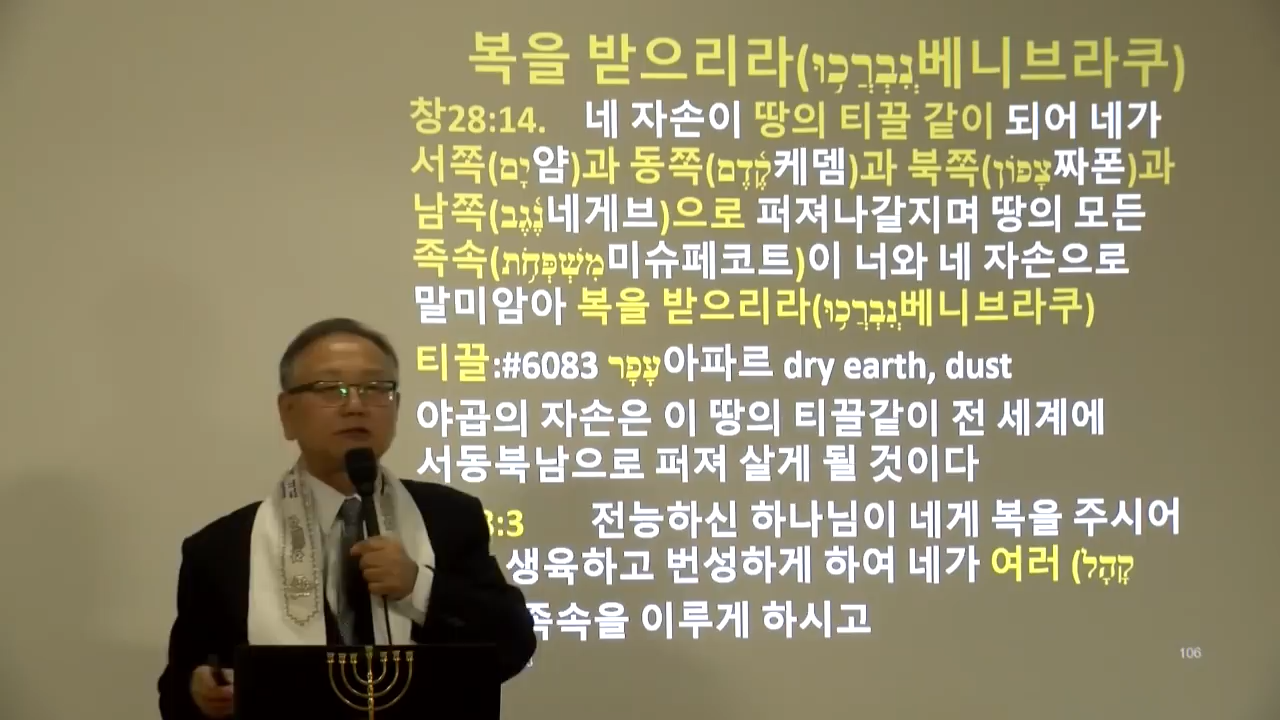 복을 받으리라(וְנִבְרֲכ֥וּ베니브라쿠)
창28:14. 네 자손이 땅의 티끌 같이 되어 네가
서쪽(יָם얌)과 동쪽(קֵ֫דֶם케뎀)과 북쪽(צָפוֹן짜폰)과
남쪽(נֶ֫גֶב네게브)으로 퍼져나갈지며 땅의 모든
족속(מִשְׁפְּחֹ֥ת미슈페코트)이 너와 네 자손으로
말미암아 복을 받으리라(וְנִבְרֲכ֥וּ베니브라쿠)
티끌:#6083 עָפָר아파르 dry earth, dust
야곱의 자손은 이 땅의 티끌같이 전 세계에
서동북남으로 퍼져 살게 될 것이다
:3 전능하신 하나님이 네게 복을 주시어
생육하고 번성하게 하여 네가 여러 (קָהָל
족속을 이루게 하시고
106